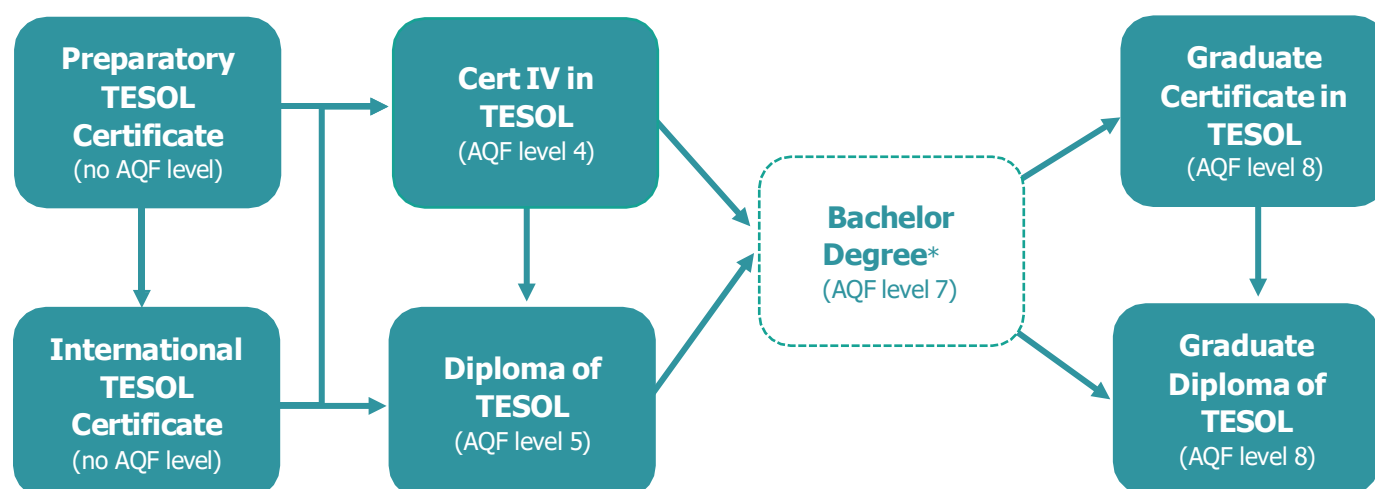 Preparatory
TESOL
Certificate
(no AQF level)
Cert IV in
TESOL
(AQF level 4)
Graduate
Certificate in
TESOL
(AQF level 8)
Bachelor
Degree*
(AQF level 7)
International
TESOL
Certificate
(no AQF level)
Diploma of
TESOL
(AQF level 5)
Graduate
Diploma of
TESOL
(AQF level 8)